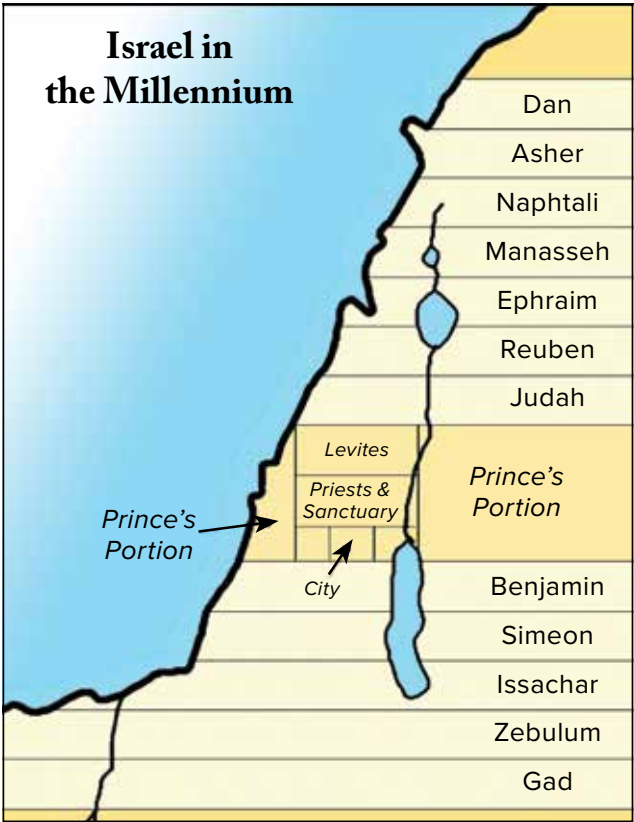 Israel in
the Millennium
Dan
Asher
Naphtali
Manasseh
Ephraim
Reuben
Judah
Levites
Priests &
Sanctuary
Prince's
Portion
Prince's
Portion
City
Benjamin
Simeon
Issachar
Zebulum
Gad